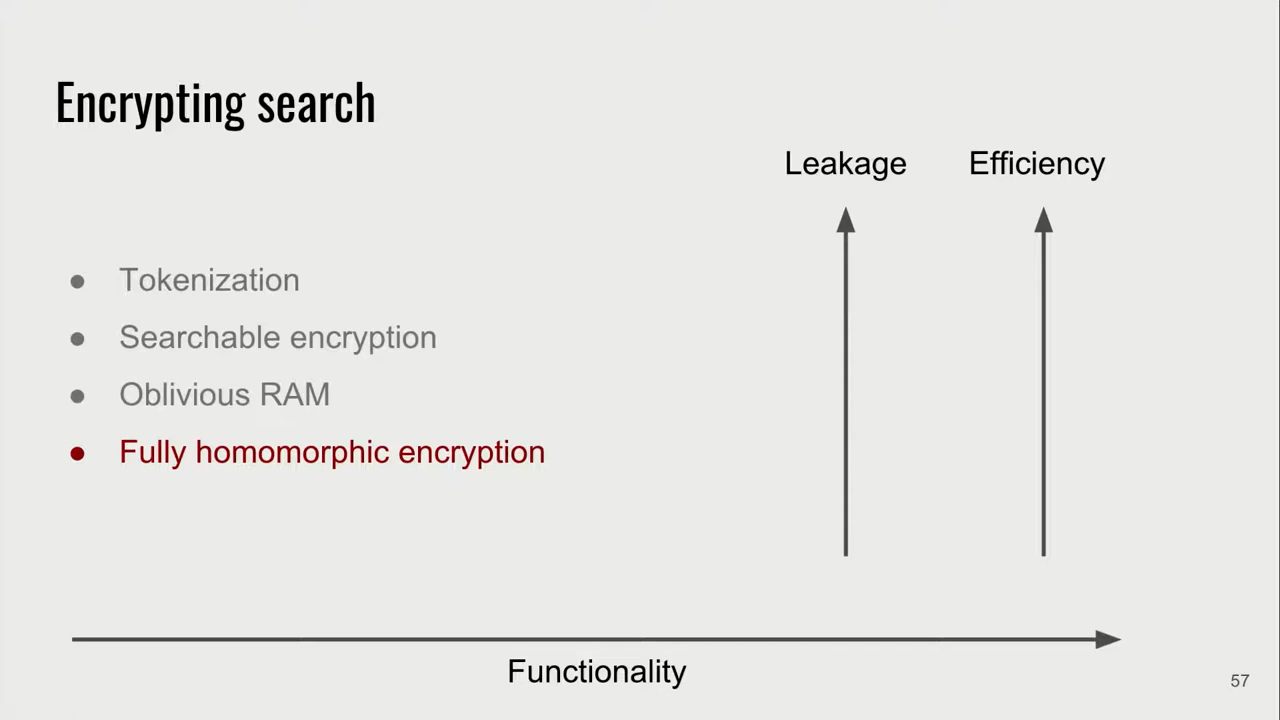 Encrypting search
Leakage
Efficiency
● Tokenization
● Searchable encryption
● Oblivious RAM
● Fully homomorphic encryption
Functionality
57